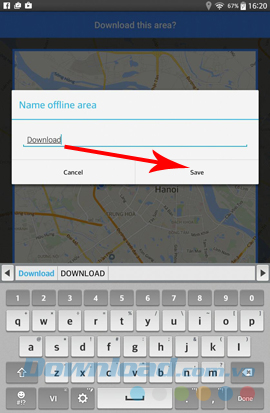 67% 16:20
Download this area?
Name offline area
Download
Cancel Save
Hanoi
Download DOWNLOAD
1 2 3 4 5 6 7 8 9 0
q w e r t y u i o p
a s d f g h j k l
z x c v b n m
VI , . Done
Download.com.vn